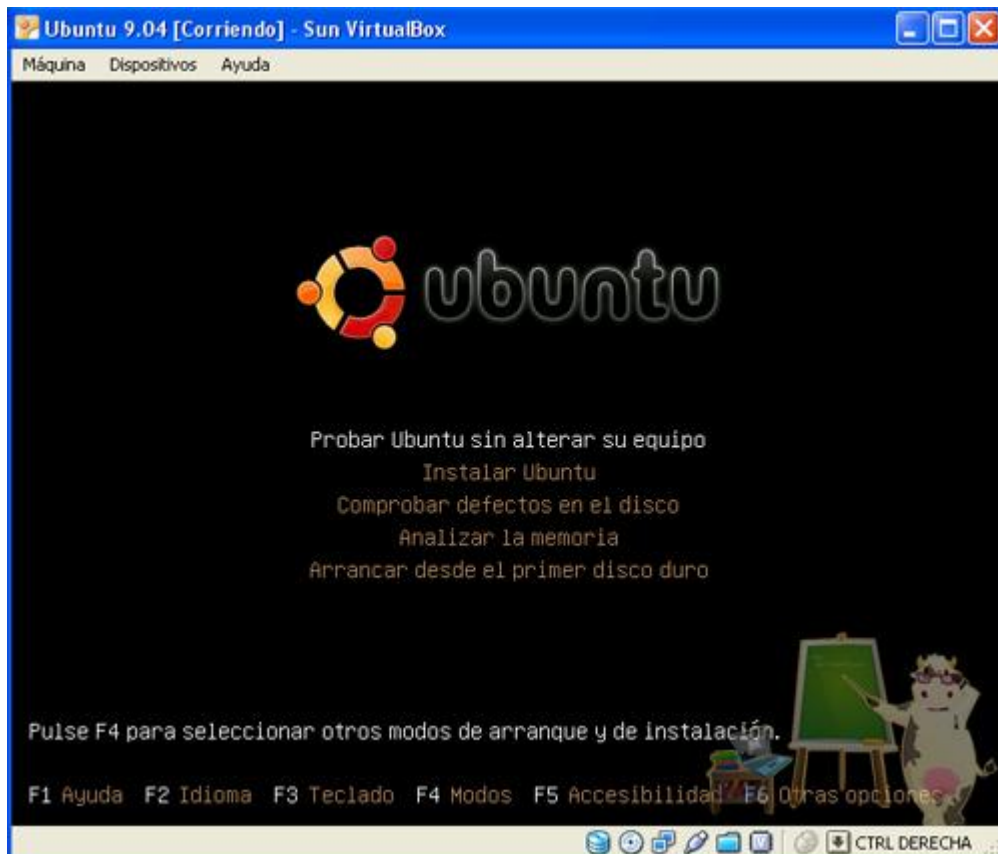 Ubuntu 9.04 [Corriendo] - Sun VirtualBox
Máquina Dispositivos Ayuda
ubuntu
Probar Ubuntu sin alterar su equipo
Instalar Ubuntu
Comprobar defectos en el disco
Analizar la memoria
Arrancar desde el primer disco duro
Pulse F4 para seleccionar otros modos de arranque y de instalación.
F1 Ayuda F2 Idioma F3 Teclado F4 Modos F5 Accesibilidad F6 Otras opciones
CTRL DERECHA